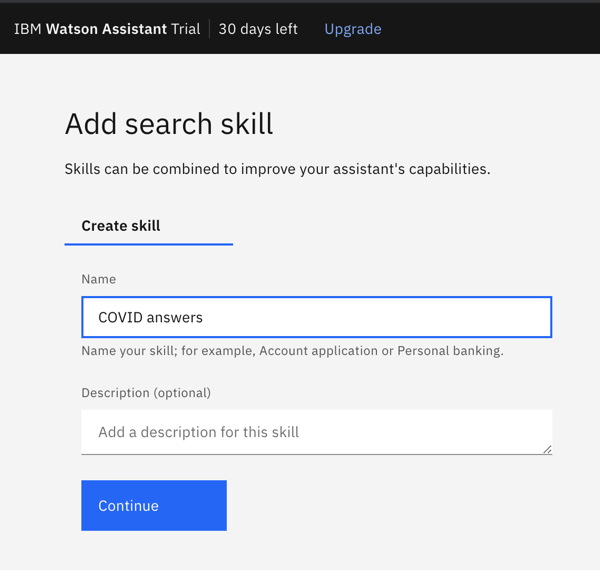 IBM Watson Assistant Trial 30 days left Upgrade
Add search skill
Skills can be combined to improve your assistant's capabilities.
Create skill
Name
COVID answers
Name your skill; for example, Account application or Personal banking.
Description (optional)
Add a description for this skill
Continue